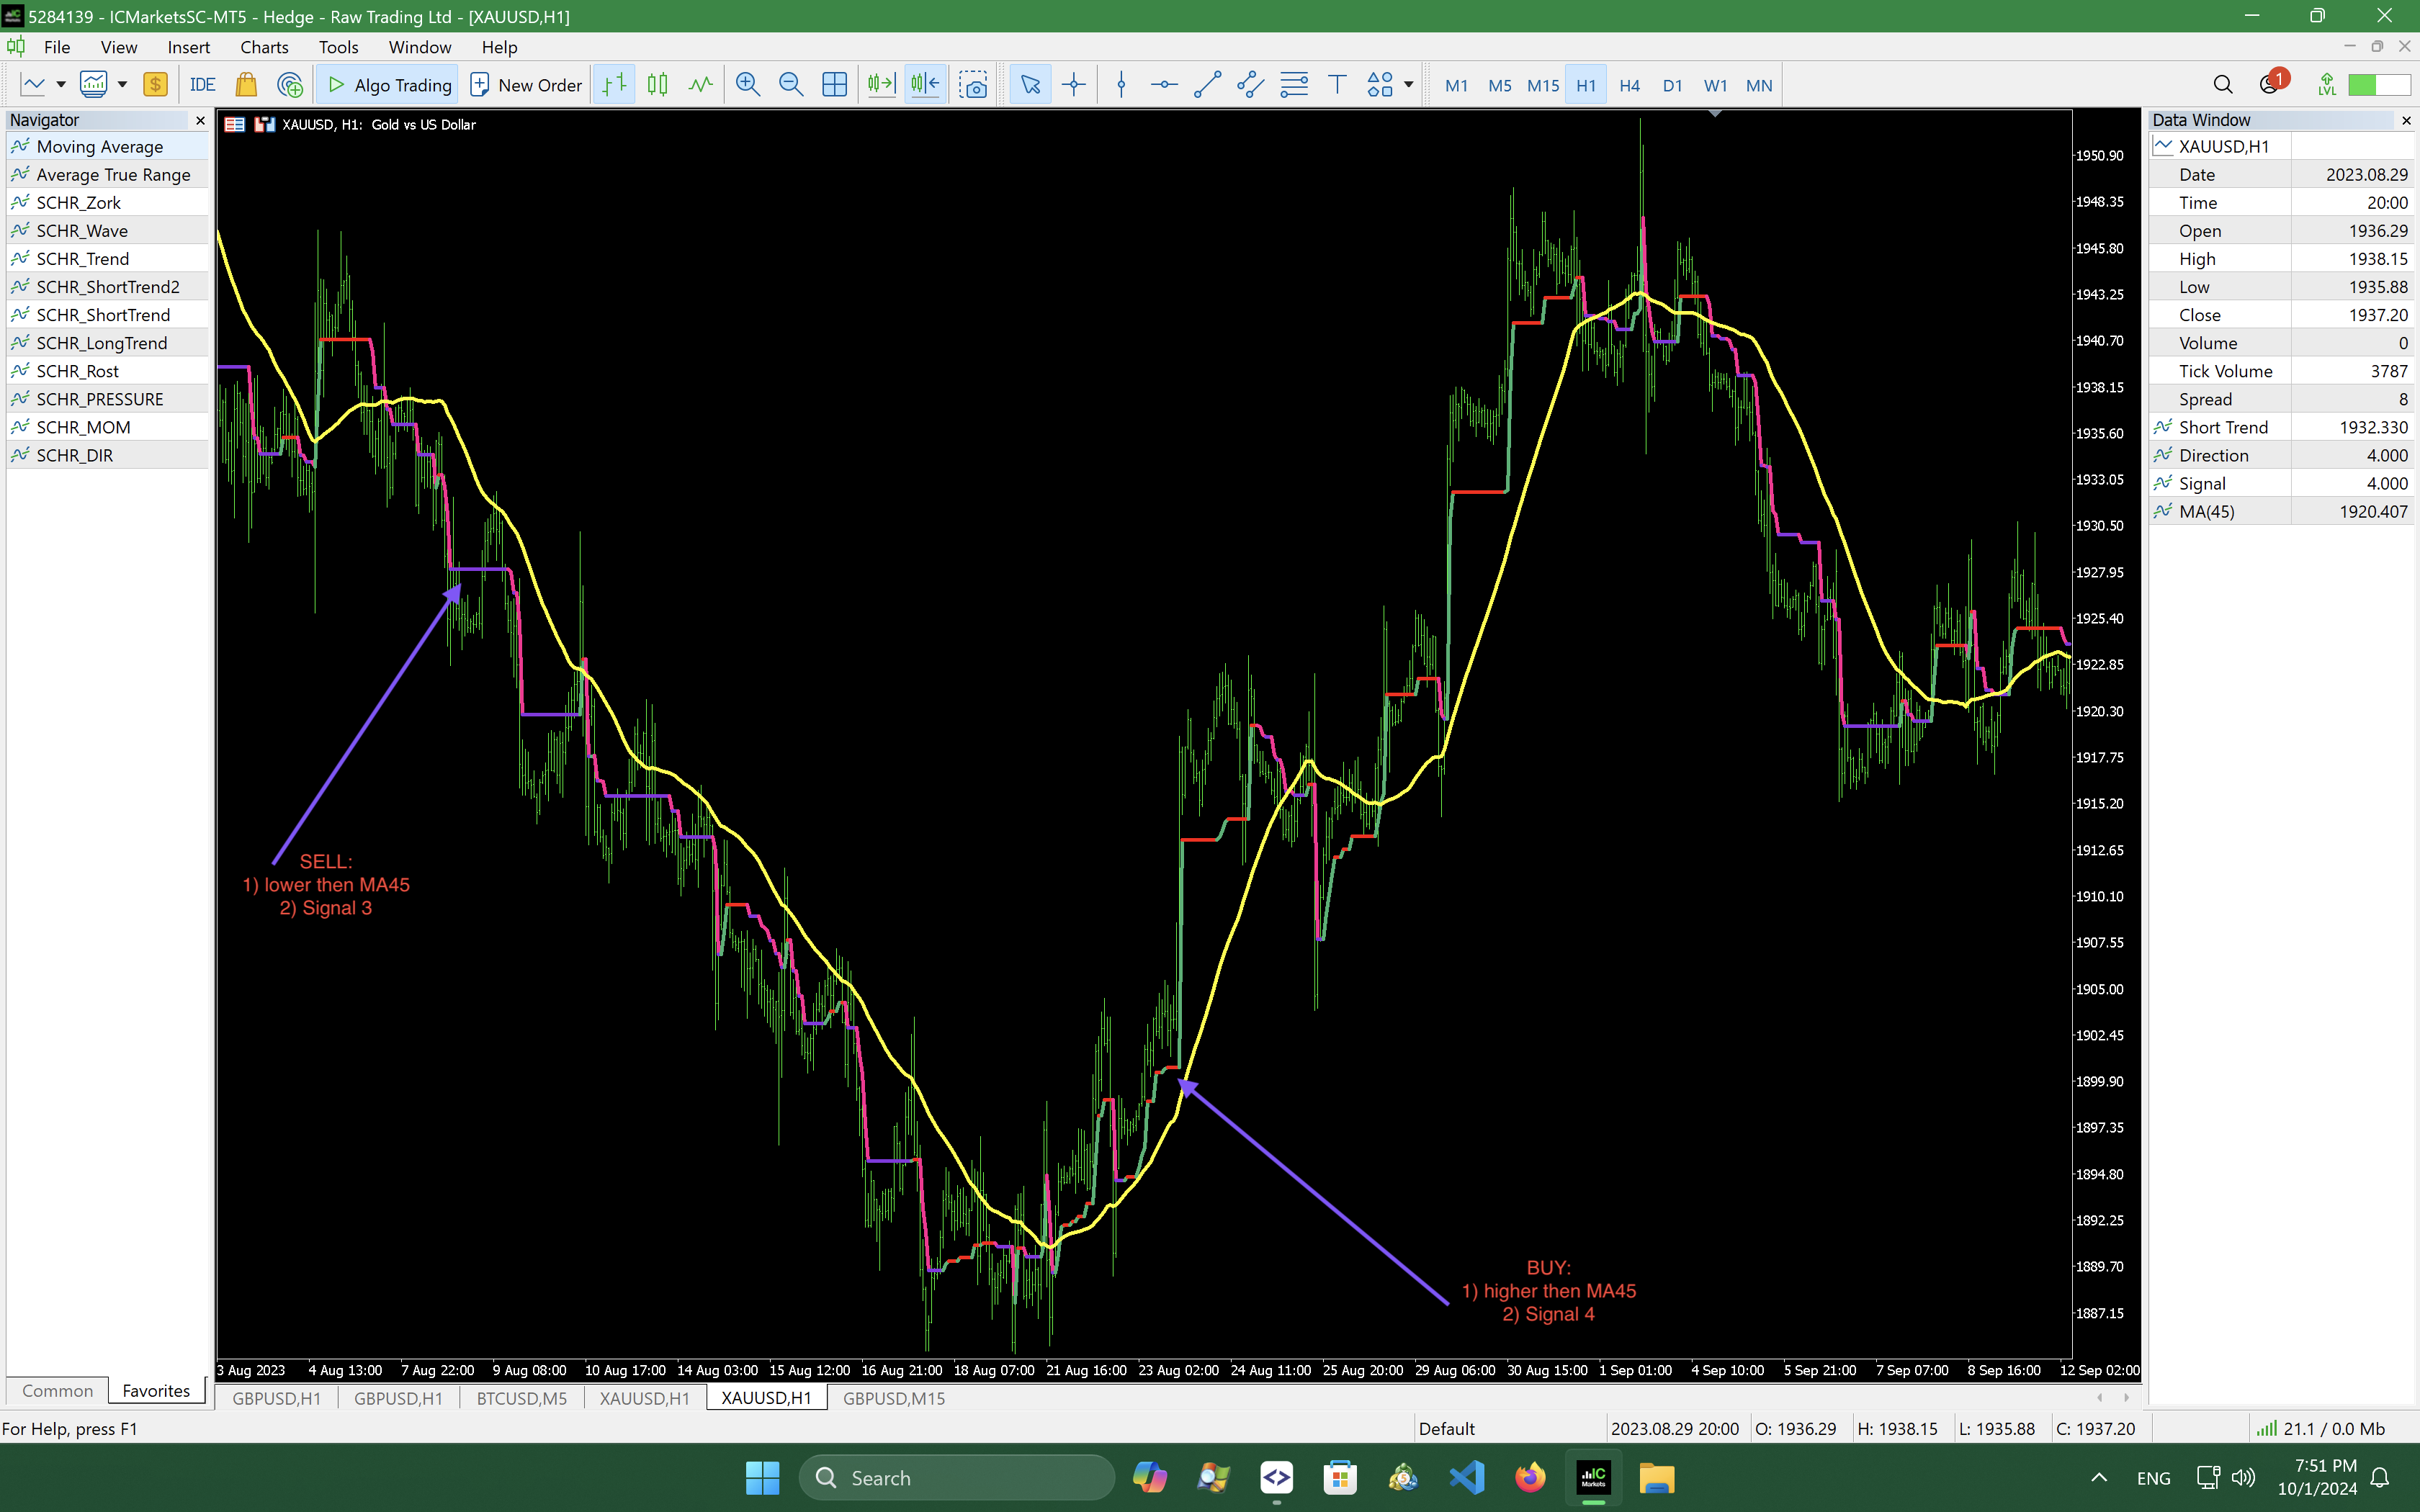 5284139 - ICMarketsSC-MT5 - Hedge - Raw Trading Ltd - [XAUUSD,H1]
File View Insert Charts Tools Window Help
IDE Algo Trading New Order M1 M5 M15 H1 H4 D1 W1 MN 1 LVL
Navigator
Moving Average
Average True Range
SCHR_Zork
SCHR_Wave
SCHR_Trend
SCHR_ShortTrend2
SCHR_ShortTrend
SCHR_LongTrend
SCHR_Rost
SCHR_PRESSURE
SCHR_MOM
SCHR_DIR
Common Favorites
XAUUSD, H1: Gold vs US Dollar
SELL:
1) lower then MA45
2) Signal 3
BUY:
1) higher then MA45
2) Signal 4
1950.90
1948.35
1945.80
1943.25
1940.70
1938.15
1935.60
1933.05
1930.50
1927.95
1925.40
1922.85
1920.30
1917.75
1915.20
1912.65
1910.10
1907.55
1905.00
1902.45
1899.90
1897.35
1894.80
1892.25
1889.70
1887.15
3 Aug 2023 4 Aug 13:00 7 Aug 22:00 9 Aug 08:00 10 Aug 17:00 14 Aug 03:00 15 Aug 12:00 16 Aug 21:00 18 Aug 07:00 21 Aug 16:00 23 Aug 02:00 24 Aug 11:00 25 Aug 20:00 29 Aug 06:00 30 Aug 15:00 1 Sep 01:00 4 Sep 10:00 5 Sep 21:00 7 Sep 07:00 8 Sep 16:00 12 Sep 02:00
GBPUSD,H1 GBPUSD,H1 BTCUSD,M5 XAUUSD,H1 XAUUSD,H1 GBPUSD,M15
Data Window
XAUUSD,H1
Date 2023.08.29
Time 20:00
Open 1936.29
High 1938.15
Low 1935.88
Close 1937.20
Volume 0
Tick Volume 3787
Spread 8
Short Trend 1932.330
Direction 4.000
Signal 4.000
MA(45) 1920.407
For Help, press F1 Default 2023.08.29 20:00 O: 1936.29 H: 1938.15 L: 1935.88 C: 1937.20 21.1 / 0.0 Mb
Search IC Markets ENG 7:51 PM
10/1/2024